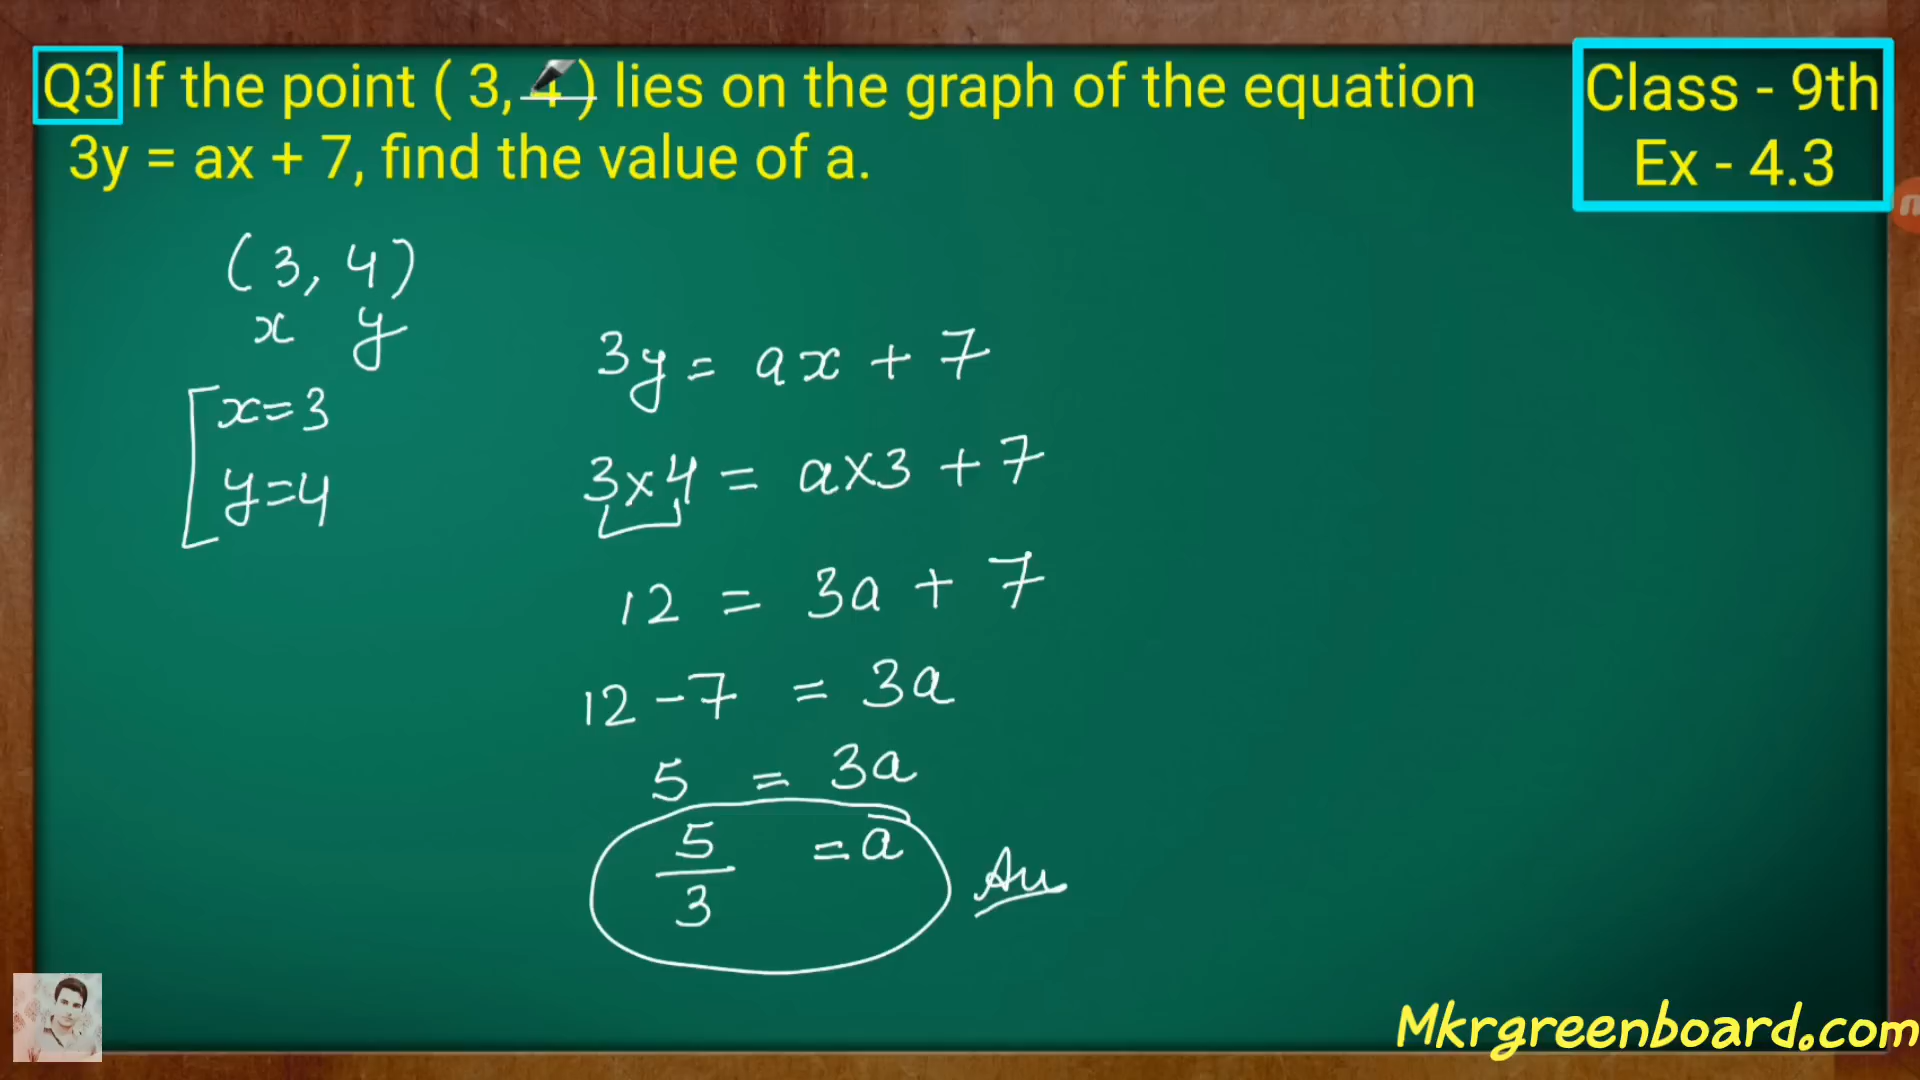 Q3 If the point ( 3, 4 ) lies on the graph of the equation
3y = ax + 7, find the value of a.
Class - 9th
Ex - 4.3
(3, 4)
x y
x=3
y=4
3y = ax + 7
3x4 = ax3 + 7
12 = 3a + 7
12 - 7 = 3a
5 = 3a
5/3 = a
Mkrgreenboard.com